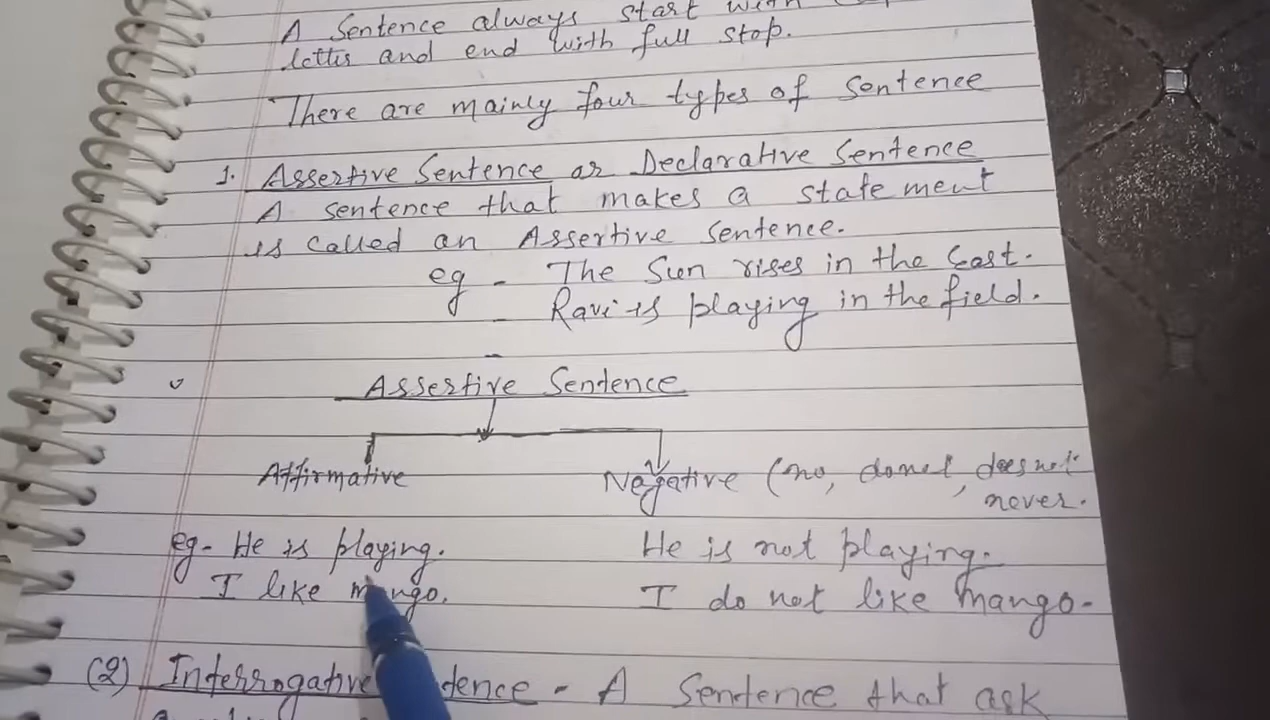 A Sentence always start with
letter and end with full stop.
There are mainly four types of Sentence
1. Assertive Sentence or Declarative Sentence
A sentence that makes a statement
is called an Assertive Sentence.
eg - The Sun rises in the East.
- Ravi is playing in the field.
Assertive Sentence
Affirmative Negative (no, donot, does not,
never.
eg- He is playing. He is not playing.
I like mango. I do not like mango.
(2) Interrogative - A Sentence that ask